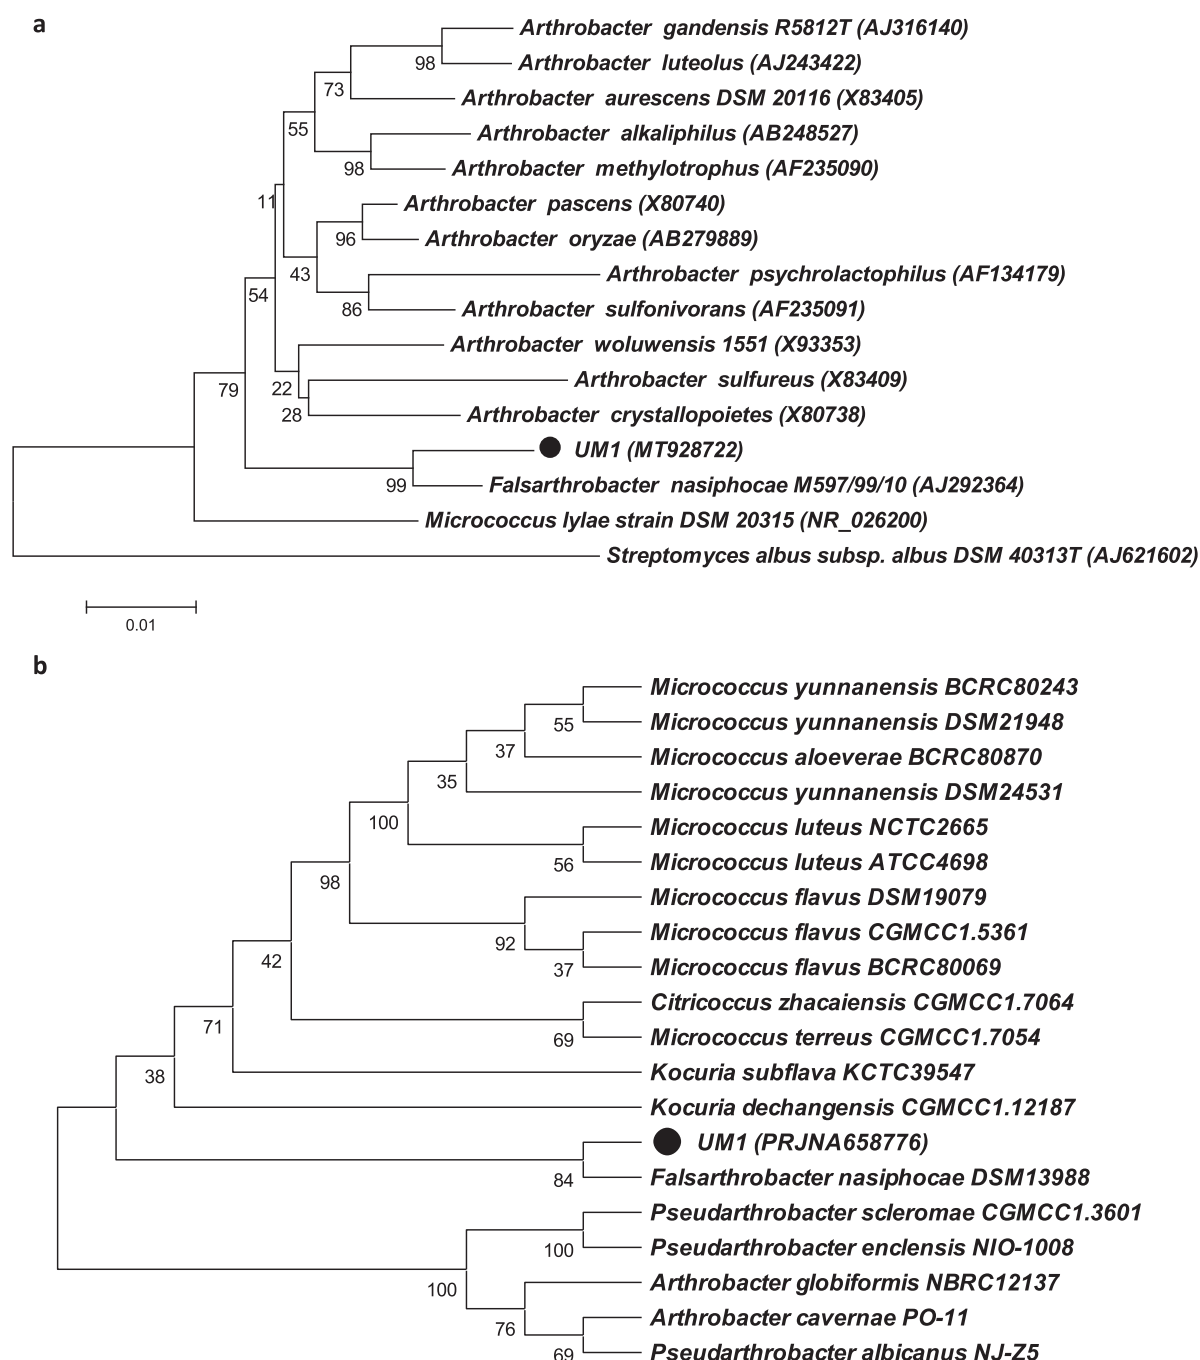 a
Arthrobacter gandensis R5812T (AJ316140)
98
Arthrobacter luteolus (AJ243422)
73
Arthrobacter aurescens DSM 20116 (X83405)
55
Arthrobacter alkaliphilus (AB248527)
98
Arthrobacter methylotrophus (AF235090)
11
Arthrobacter pascens (X80740)
96
Arthrobacter oryzae (AB279889)
43
Arthrobacter psychrolactophilus (AF134179)
54
86
Arthrobacter sulfonivorans (AF235091)
Arthrobacter woluwensis 1551 (X93353)
79
22
Arthrobacter sulfureus (X83409)
28
Arthrobacter crystallopoietes (X80738)
UM1 (MT928722)
99
Falsarthrobacter nasiphocae M597/99/10 (AJ292364)
Micrococcus lylae strain DSM 20315 (NR_026200)
Streptomyces albus subsp. albus DSM 40313T (AJ621602)
0.01
b
Micrococcus yunnanensis BCRC80243
55
Micrococcus yunnanensis DSM21948
37
Micrococcus aloeverae BCRC80870
35
Micrococcus yunnanensis DSM24531
100
Micrococcus luteus NCTC2665
56
Micrococcus luteus ATCC4698
98
Micrococcus flavus DSM19079
92
Micrococcus flavus CGMCC1.5361
42
37
Micrococcus flavus BCRC80069
Citricoccus zhacaiensis CGMCC1.7064
71
69
Micrococcus terreus CGMCC1.7054
Kocuria subflava KCTC39547
38
Kocuria dechangensis CGMCC1.12187
UM1 (PRJNA658776)
84
Falsarthrobacter nasiphocae DSM13988
Pseudarthrobacter scleromae CGMCC1.3601
100
Pseudarthrobacter enclensis NIO-1008
100
Arthrobacter globiformis NBRC12137
76
Arthrobacter cavernae PO-11
69
Pseudarthrobacter albicanus NJ-Z5